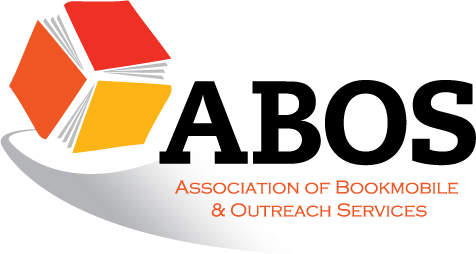 ABOS
Association of Bookmobile
& Outreach Services